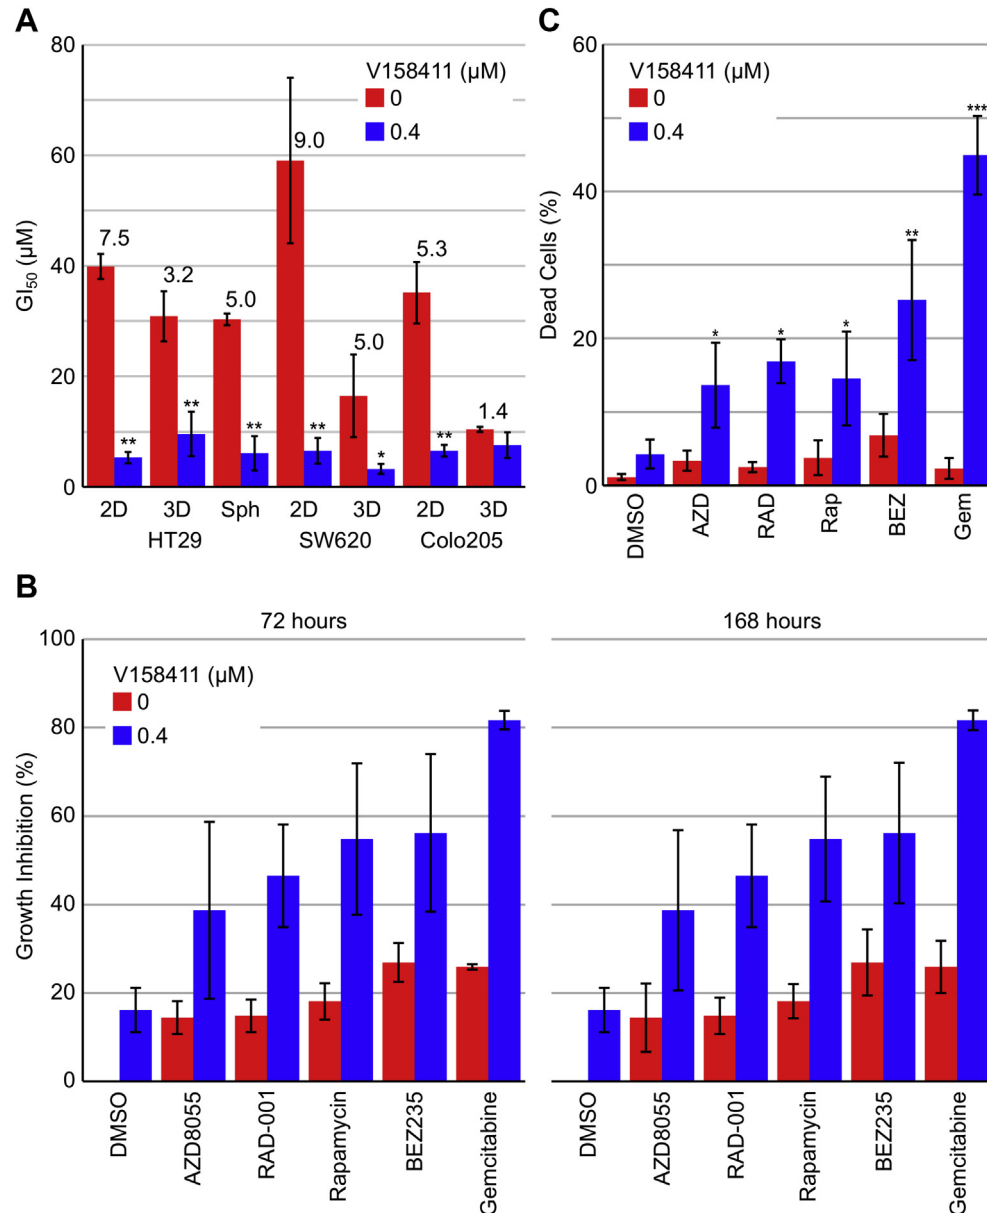 A
80
60
40
20
0
GI50 (µM)
V158411 (µM)
0
0.4
7.5
3.2
5.0
9.0
5.0
5.3
1.4
**
**
**
**
*
**
2D 3D Sph 2D 3D 2D 3D
HT29 SW620 Colo205
C
60
40
20
0
Dead Cells (%)
V158411 (µM)
0
0.4
*
*
*
**
***
DMSO
AZD
RAD
Rap
BEZ
Gem
B
72 hours
168 hours
100
80
60
40
20
0
Growth Inhibition (%)
V158411 (µM)
0
0.4
DMSO
AZD8055
RAD-001
Rapamycin
BEZ235
Gemcitabine
DMSO
AZD8055
RAD-001
Rapamycin
BEZ235
Gemcitabine